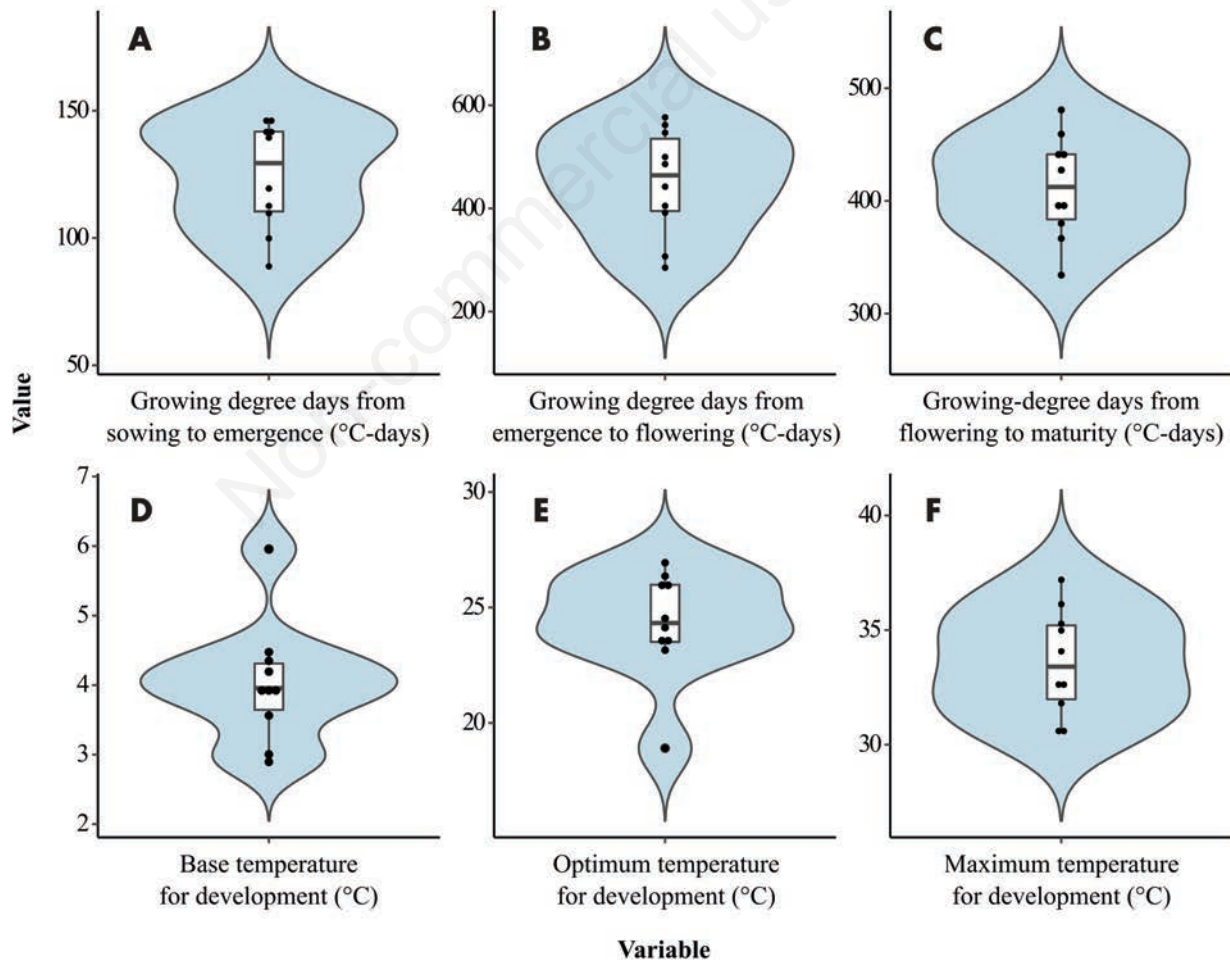 A
B
C
150
100
50
600
400
200
500
400
300
Growing degree days from
sowing to emergence (°C-days)
Growing degree days from
emergence to flowering (°C-days)
Growing-degree days from
flowering to maturity (°C-days)
Value
D
E
F
7
6
5
4
3
2
30
25
20
40
35
30
Base temperature
for development (°C)
Optimum temperature
for development (°C)
Maximum temperature
for development (°C)
Variable
Non-commercial us